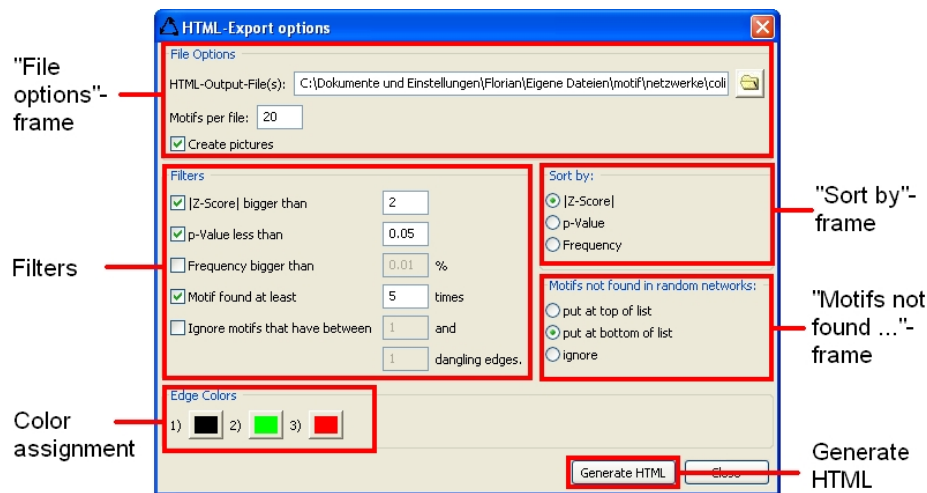 HTML-Export options
"File options"-frame
File Options
HTML-Output-File(s): C:\Dokumente und Einstellungen\Florian\Eigene Dateien\motif\netzwerke\coli
Motifs per file: 20
Create pictures
Filters
Filters
|Z-Score| bigger than 2
p-Value less than 0.05
Frequency bigger than 0.01 %
Motif found at least 5 times
Ignore motifs that have between 1 and
1 dangling edges.
Sort by:
|Z-Score|
p-Value
Frequency
"Sort by"-frame
Motifs not found in random networks:
put at top of list
put at bottom of list
ignore
"Motifs not found ..."-frame
Color assignment
Edge Colors
1) 2) 3)
Generate HTML
Close
Generate HTML